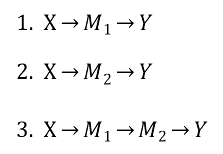 1. X → M₁ → Y
2. X → M₂ → Y
3. X → M₁ → M₂ → Y